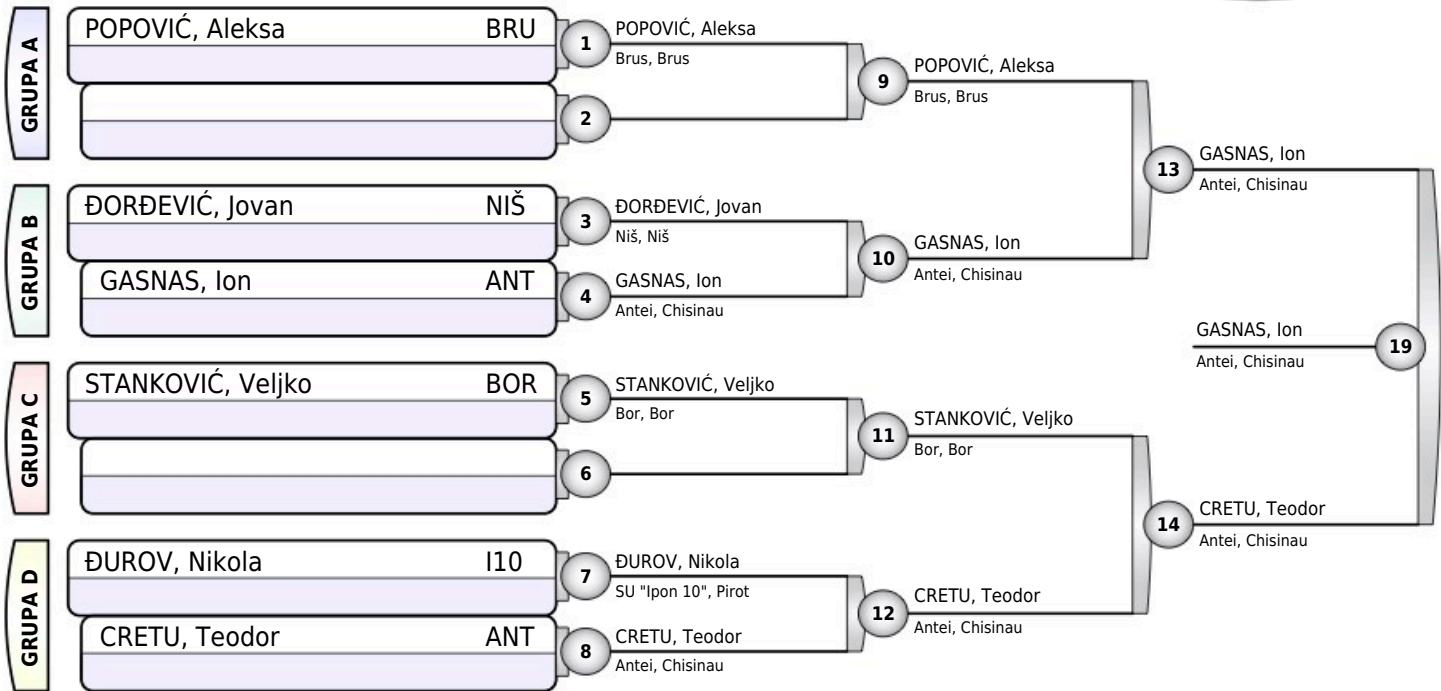 GRUPA A
POPOVIĆ, Aleksa BRU
1
POPOVIĆ, Aleksa
Brus, Brus
2
9
POPOVIĆ, Aleksa
Brus, Brus
GRUPA B
ĐORĐEVIĆ, Jovan NIŠ
3
ĐORĐEVIĆ, Jovan
Niš, Niš
GASNAS, Ion ANT
4
GASNAS, Ion
Antei, Chisinau
10
GASNAS, Ion
Antei, Chisinau
13
GASNAS, Ion
Antei, Chisinau
GRUPA C
STANKOVIĆ, Veljko BOR
5
STANKOVIĆ, Veljko
Bor, Bor
6
11
STANKOVIĆ, Veljko
Bor, Bor
GRUPA D
ĐUROV, Nikola I10
7
ĐUROV, Nikola
SU "Ipon 10", Pirot
CRETU, Teodor ANT
8
CRETU, Teodor
Antei, Chisinau
12
CRETU, Teodor
Antei, Chisinau
14
CRETU, Teodor
Antei, Chisinau
GASNAS, Ion
Antei, Chisinau
19